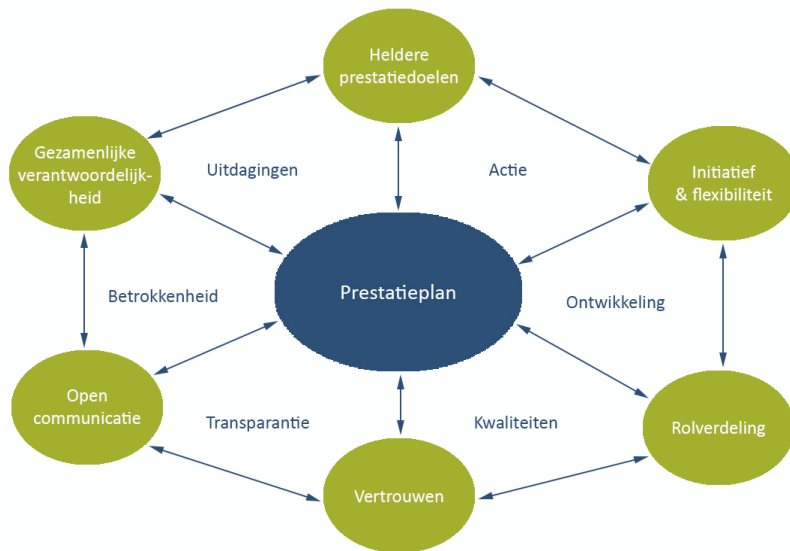 Heldere
prestatiedoelen
Gezamenlijke
verantwoordelijk-
heid
Uitdagingen
Actie
Initiatief
& flexibiliteit
Betrokkenheid
Prestatieplan
Ontwikkeling
Open
communicatie
Transparantie
Kwaliteiten
Rolverdeling
Vertrouwen